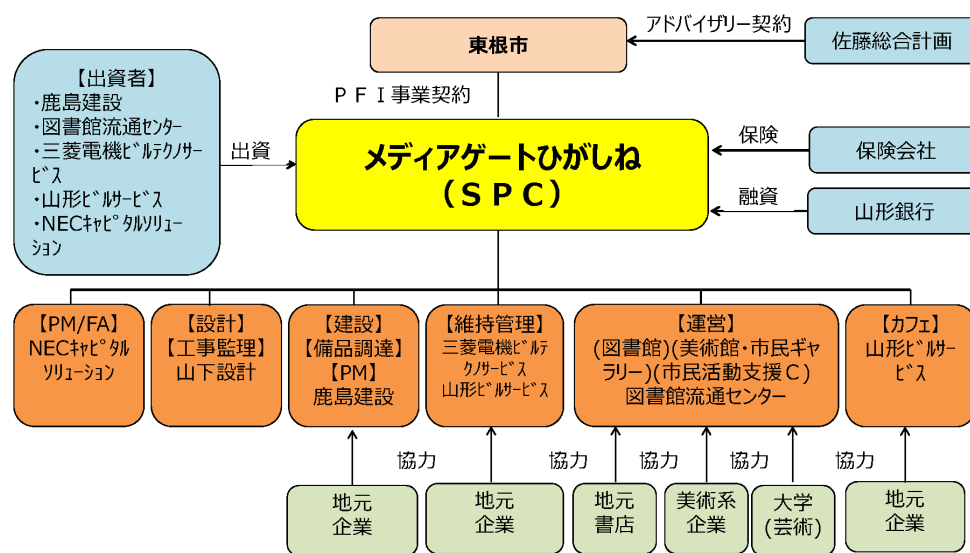 東根市
アドバイザリー契約
佐藤総合計画
ＰＦＩ事業契約
【出資者】
・鹿島建設
・図書館流通センター
・三菱電機ﾋﾞﾙﾃｸﾉｻｰ
ﾋﾞｽ
・山形ﾋﾞﾙｻｰﾋﾞｽ
・NECｷｬﾋﾟﾀﾙｿﾘｭｰ
ｼｮﾝ
出資
メディアゲートひがしね
（ＳＰＣ）
保険
保険会社
融資
山形銀行
【PM/FA】
NECｷｬﾋﾟﾀﾙ
ｿﾘｭｰｼｮﾝ
【設計】
【工事監理】
山下設計
【建設】
【備品調達】
【PM】
鹿島建設
【維持管理】
三菱電機ﾋﾞﾙﾃ
ｸﾉｻｰﾋﾞｽ
山形ﾋﾞﾙｻｰﾋﾞｽ
【運営】
(図書館)(美術館・市民ギャ
ラリー)(市民活動支援Ｃ)
図書館流通センター
【カフェ】
山形ﾋﾞﾙｻｰ
ﾋﾞｽ
協力
協力
協力
協力
協力
地元
企業
地元
企業
地元
書店
美術系
企業
大学
(芸術)
地元
企業